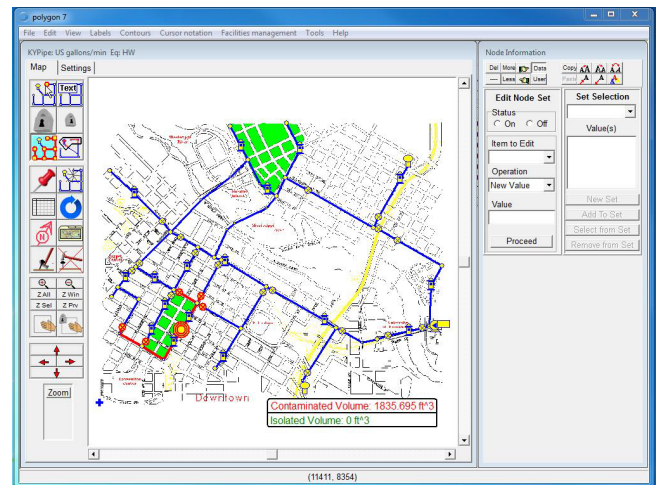 polygon 7
File Edit View Labels Contours Cursor notation Facilities management Tools Help
KYPipe: US gallons/min Eq: HW
Map Settings
Text
Z All Z Win
Z Sel Z Prv
Zoom
Downtown
Contaminated Volume: 1835.695 ft^3
Isolated Volume: 0 ft^3
(11411, 8354)
Node Information
Del More Data Copy
Less User Paste
Edit Node Set
Status
On Off
Item to Edit
Operation
New Value
Value
Proceed
Set Selection
Value(s)
New Set
Add To Set
Select from Set
Remove from Set